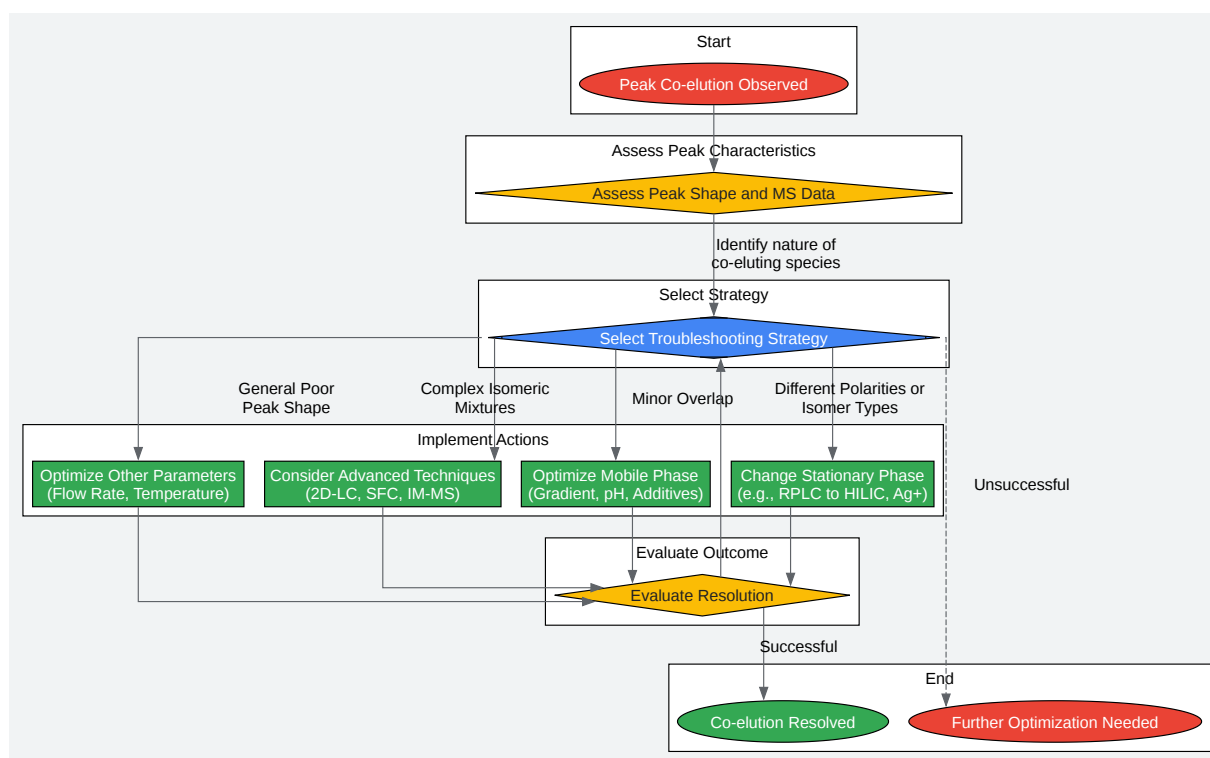 Start
Peak Co-elution Observed
Assess Peak Characteristics
Assess Peak Shape and MS Data
Identify nature of
co-eluting species
Select Strategy
Select Troubleshooting Strategy
General Poor
Peak Shape
Complex Isomeric
Mixtures
Minor Overlap
Different Polarities or
Isomer Types
Implement Actions
Optimize Other Parameters
(Flow Rate, Temperature)
Consider Advanced Techniques
(2D-LC, SFC, IM-MS)
Optimize Mobile Phase
(Gradient, pH, Additives)
Change Stationary Phase
(e.g., RPLC to HILIC, Ag+)
Unsuccessful
Evaluate Outcome
Evaluate Resolution
Successful
End
Co-elution Resolved
Further Optimization Needed